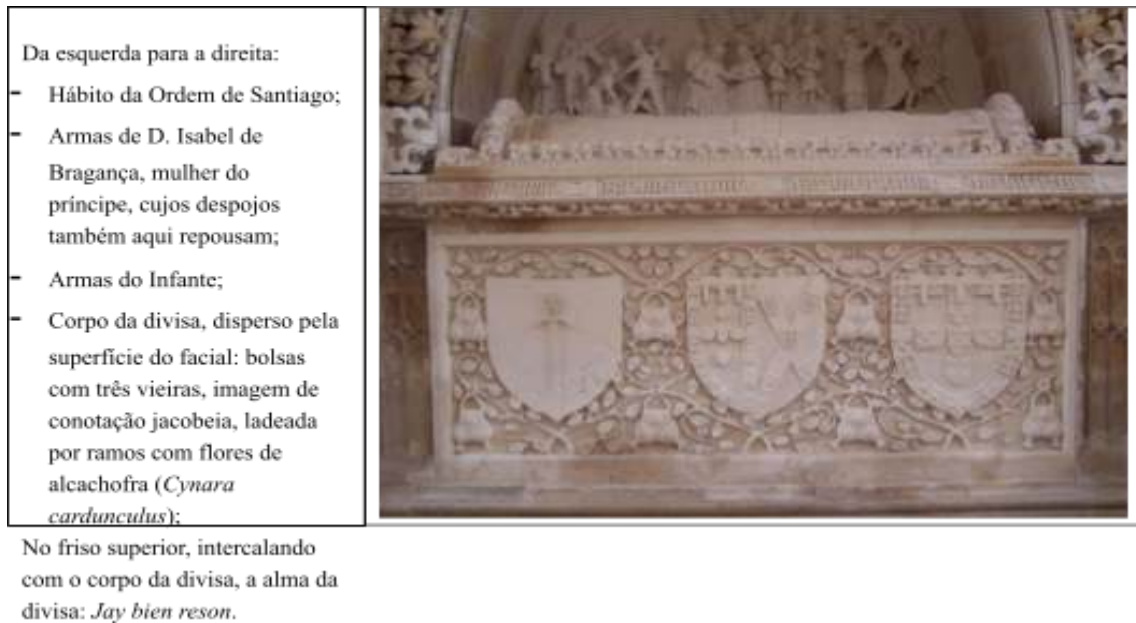 Da esquerda para a direita:
- Hábito da Ordem de Santiago;
- Armas de D. Isabel de
Bragança, mulher do
príncipe, cujos despojos
também aqui repousam;
- Armas do Infante;
- Corpo da divisa, disperso pela
superfície do facial: bolsas
com três vieiras, imagem de
conotação jacobeia, ladeada
por ramos com flores de
alcachofra (Cynara
cardunculus);
No friso superior, intercalando
com o corpo da divisa, a alma da
divisa: Jay bien reson.